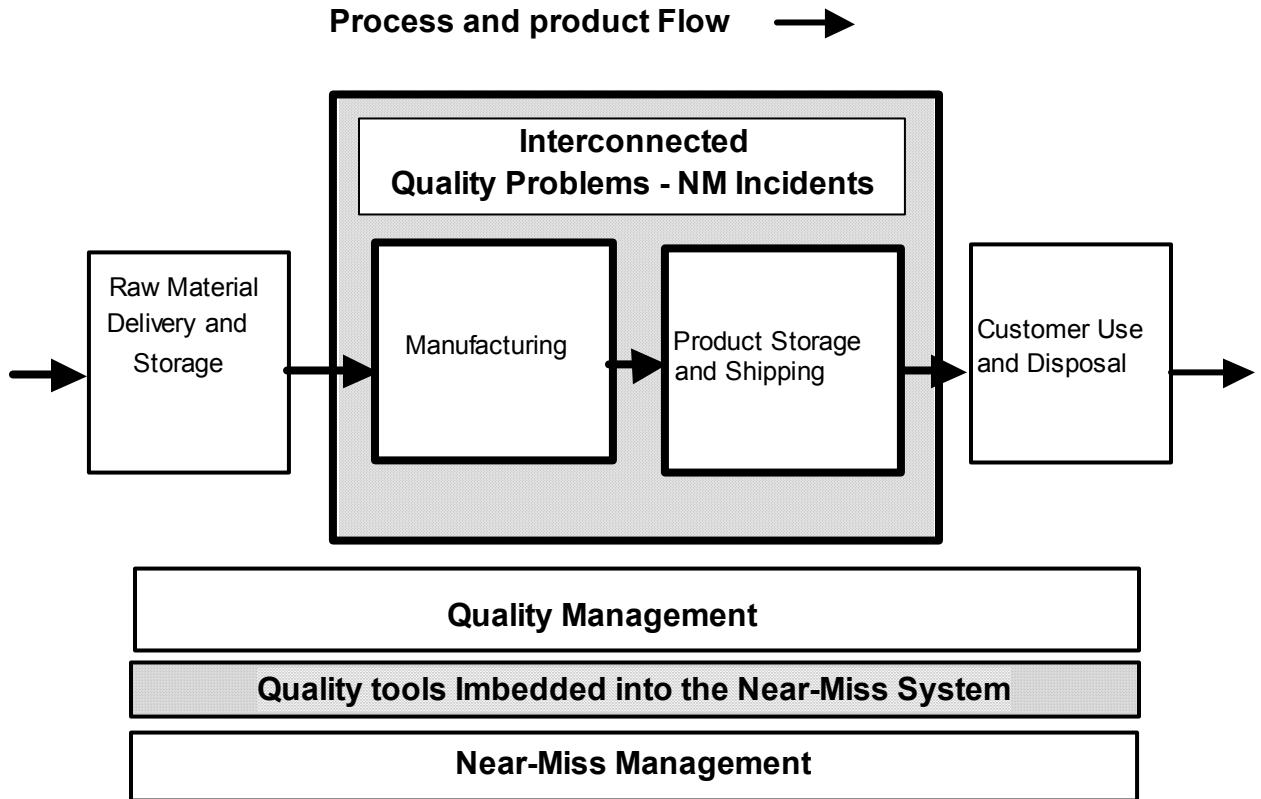 Process and product Flow
Interconnected
Quality Problems - NM Incidents
Raw Material
Delivery and
Storage
Manufacturing
Product Storage
and Shipping
Customer Use
and Disposal
Quality Management
Quality tools Imbedded into the Near-Miss System
Near-Miss Management